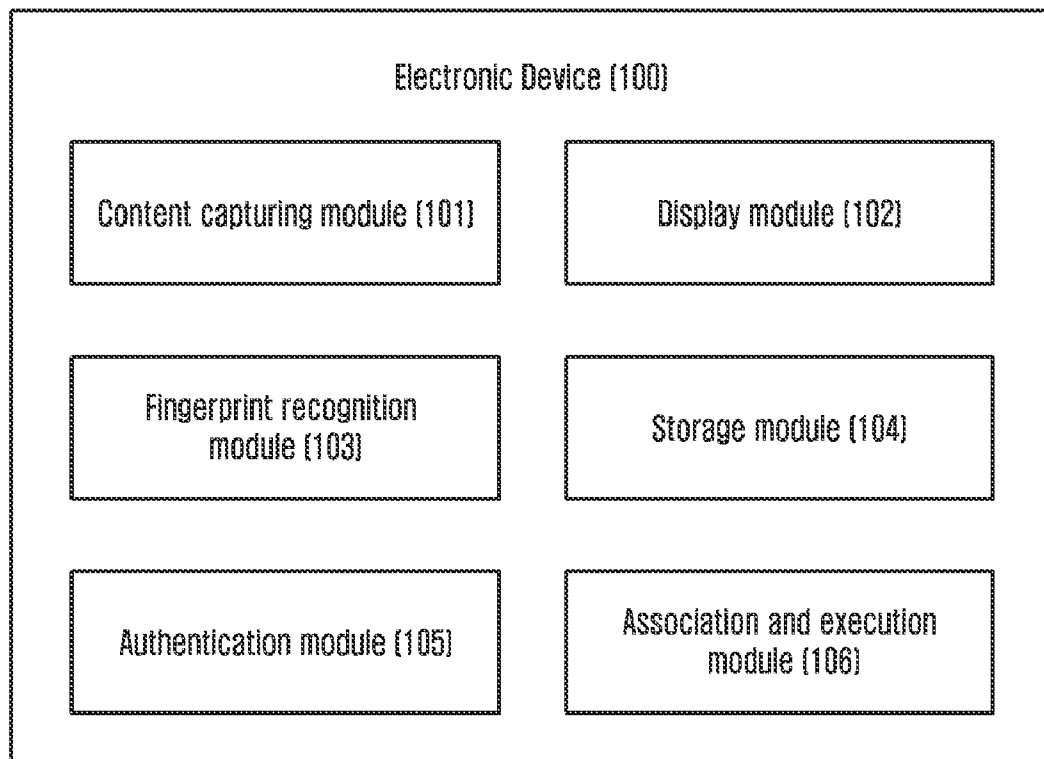 Electronic Device (100)
Content capturing module (101)
Display module (102)
Fingerprint recognition
module (103)
Storage module (104)
Authentication module (105)
Association and execution
module (106)